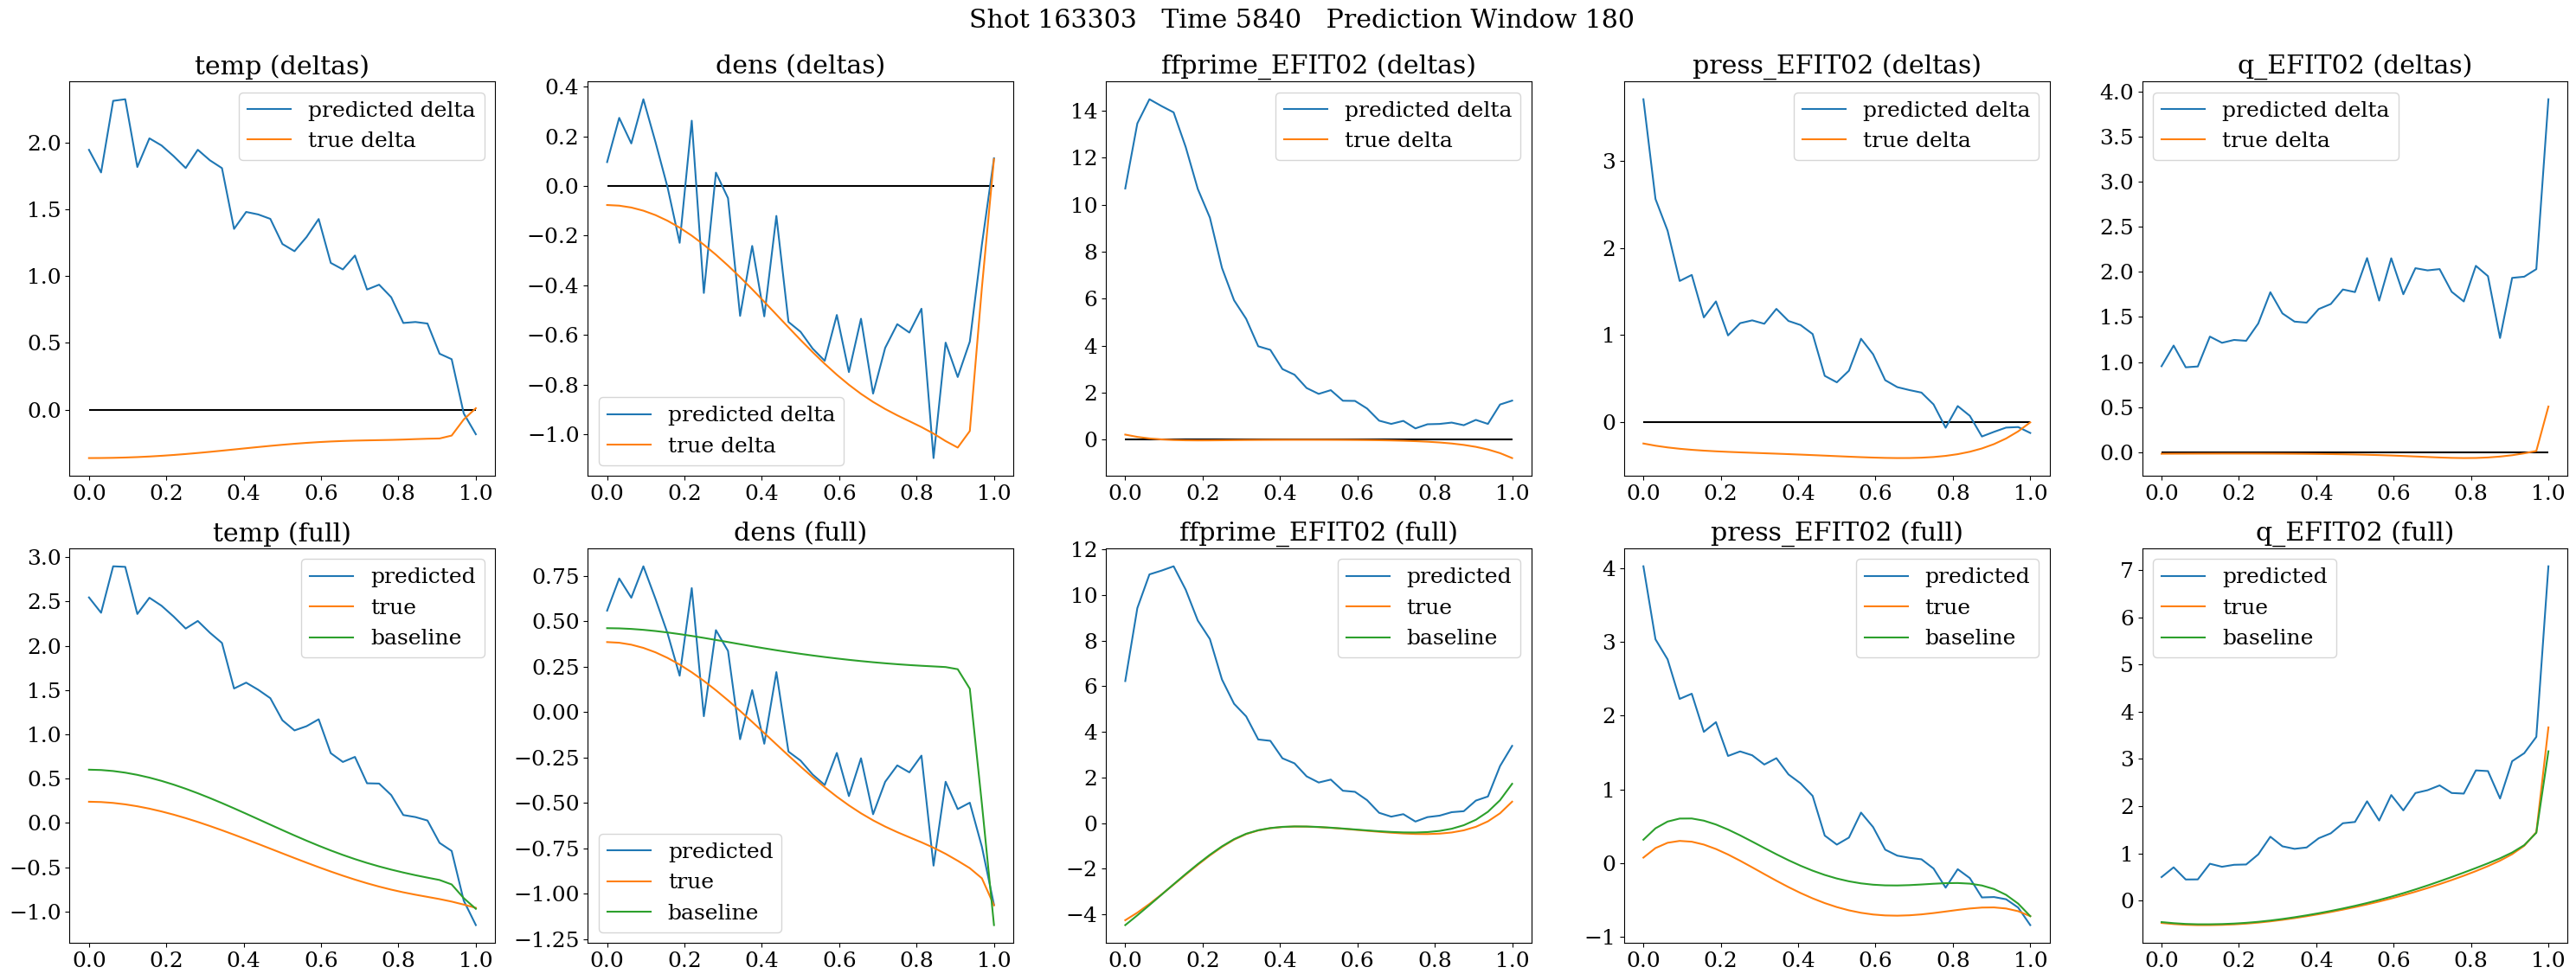 Shot 163303   Time 5840   Prediction Window 180
temp (deltas)
predicted delta
true delta
2.0
1.5
1.0
0.5
0.0
0.0 0.2 0.4 0.6 0.8 1.0
dens (deltas)
0.4
0.2
0.0
−0.2
−0.4
−0.6
−0.8
−1.0
predicted delta
true delta
0.0 0.2 0.4 0.6 0.8 1.0
ffprime_EFIT02 (deltas)
predicted delta
true delta
14
12
10
8
6
4
2
0
0.0 0.2 0.4 0.6 0.8 1.0
press_EFIT02 (deltas)
predicted delta
true delta
3
2
1
0
0.0 0.2 0.4 0.6 0.8 1.0
q_EFIT02 (deltas)
predicted delta
true delta
4.0
3.5
3.0
2.5
2.0
1.5
1.0
0.5
0.0
0.0 0.2 0.4 0.6 0.8 1.0
temp (full)
predicted
true
baseline
3.0
2.5
2.0
1.5
1.0
0.5
0.0
−0.5
−1.0
0.0 0.2 0.4 0.6 0.8 1.0
dens (full)
0.75
0.50
0.25
0.00
−0.25
−0.50
−0.75
−1.00
−1.25
predicted
true
baseline
0.0 0.2 0.4 0.6 0.8 1.0
ffprime_EFIT02 (full)
predicted
true
baseline
12
10
8
6
4
2
0
−2
−4
0.0 0.2 0.4 0.6 0.8 1.0
press_EFIT02 (full)
predicted
true
baseline
4
3
2
1
0
−1
0.0 0.2 0.4 0.6 0.8 1.0
q_EFIT02 (full)
predicted
true
baseline
7
6
5
4
3
2
1
0
0.0 0.2 0.4 0.6 0.8 1.0